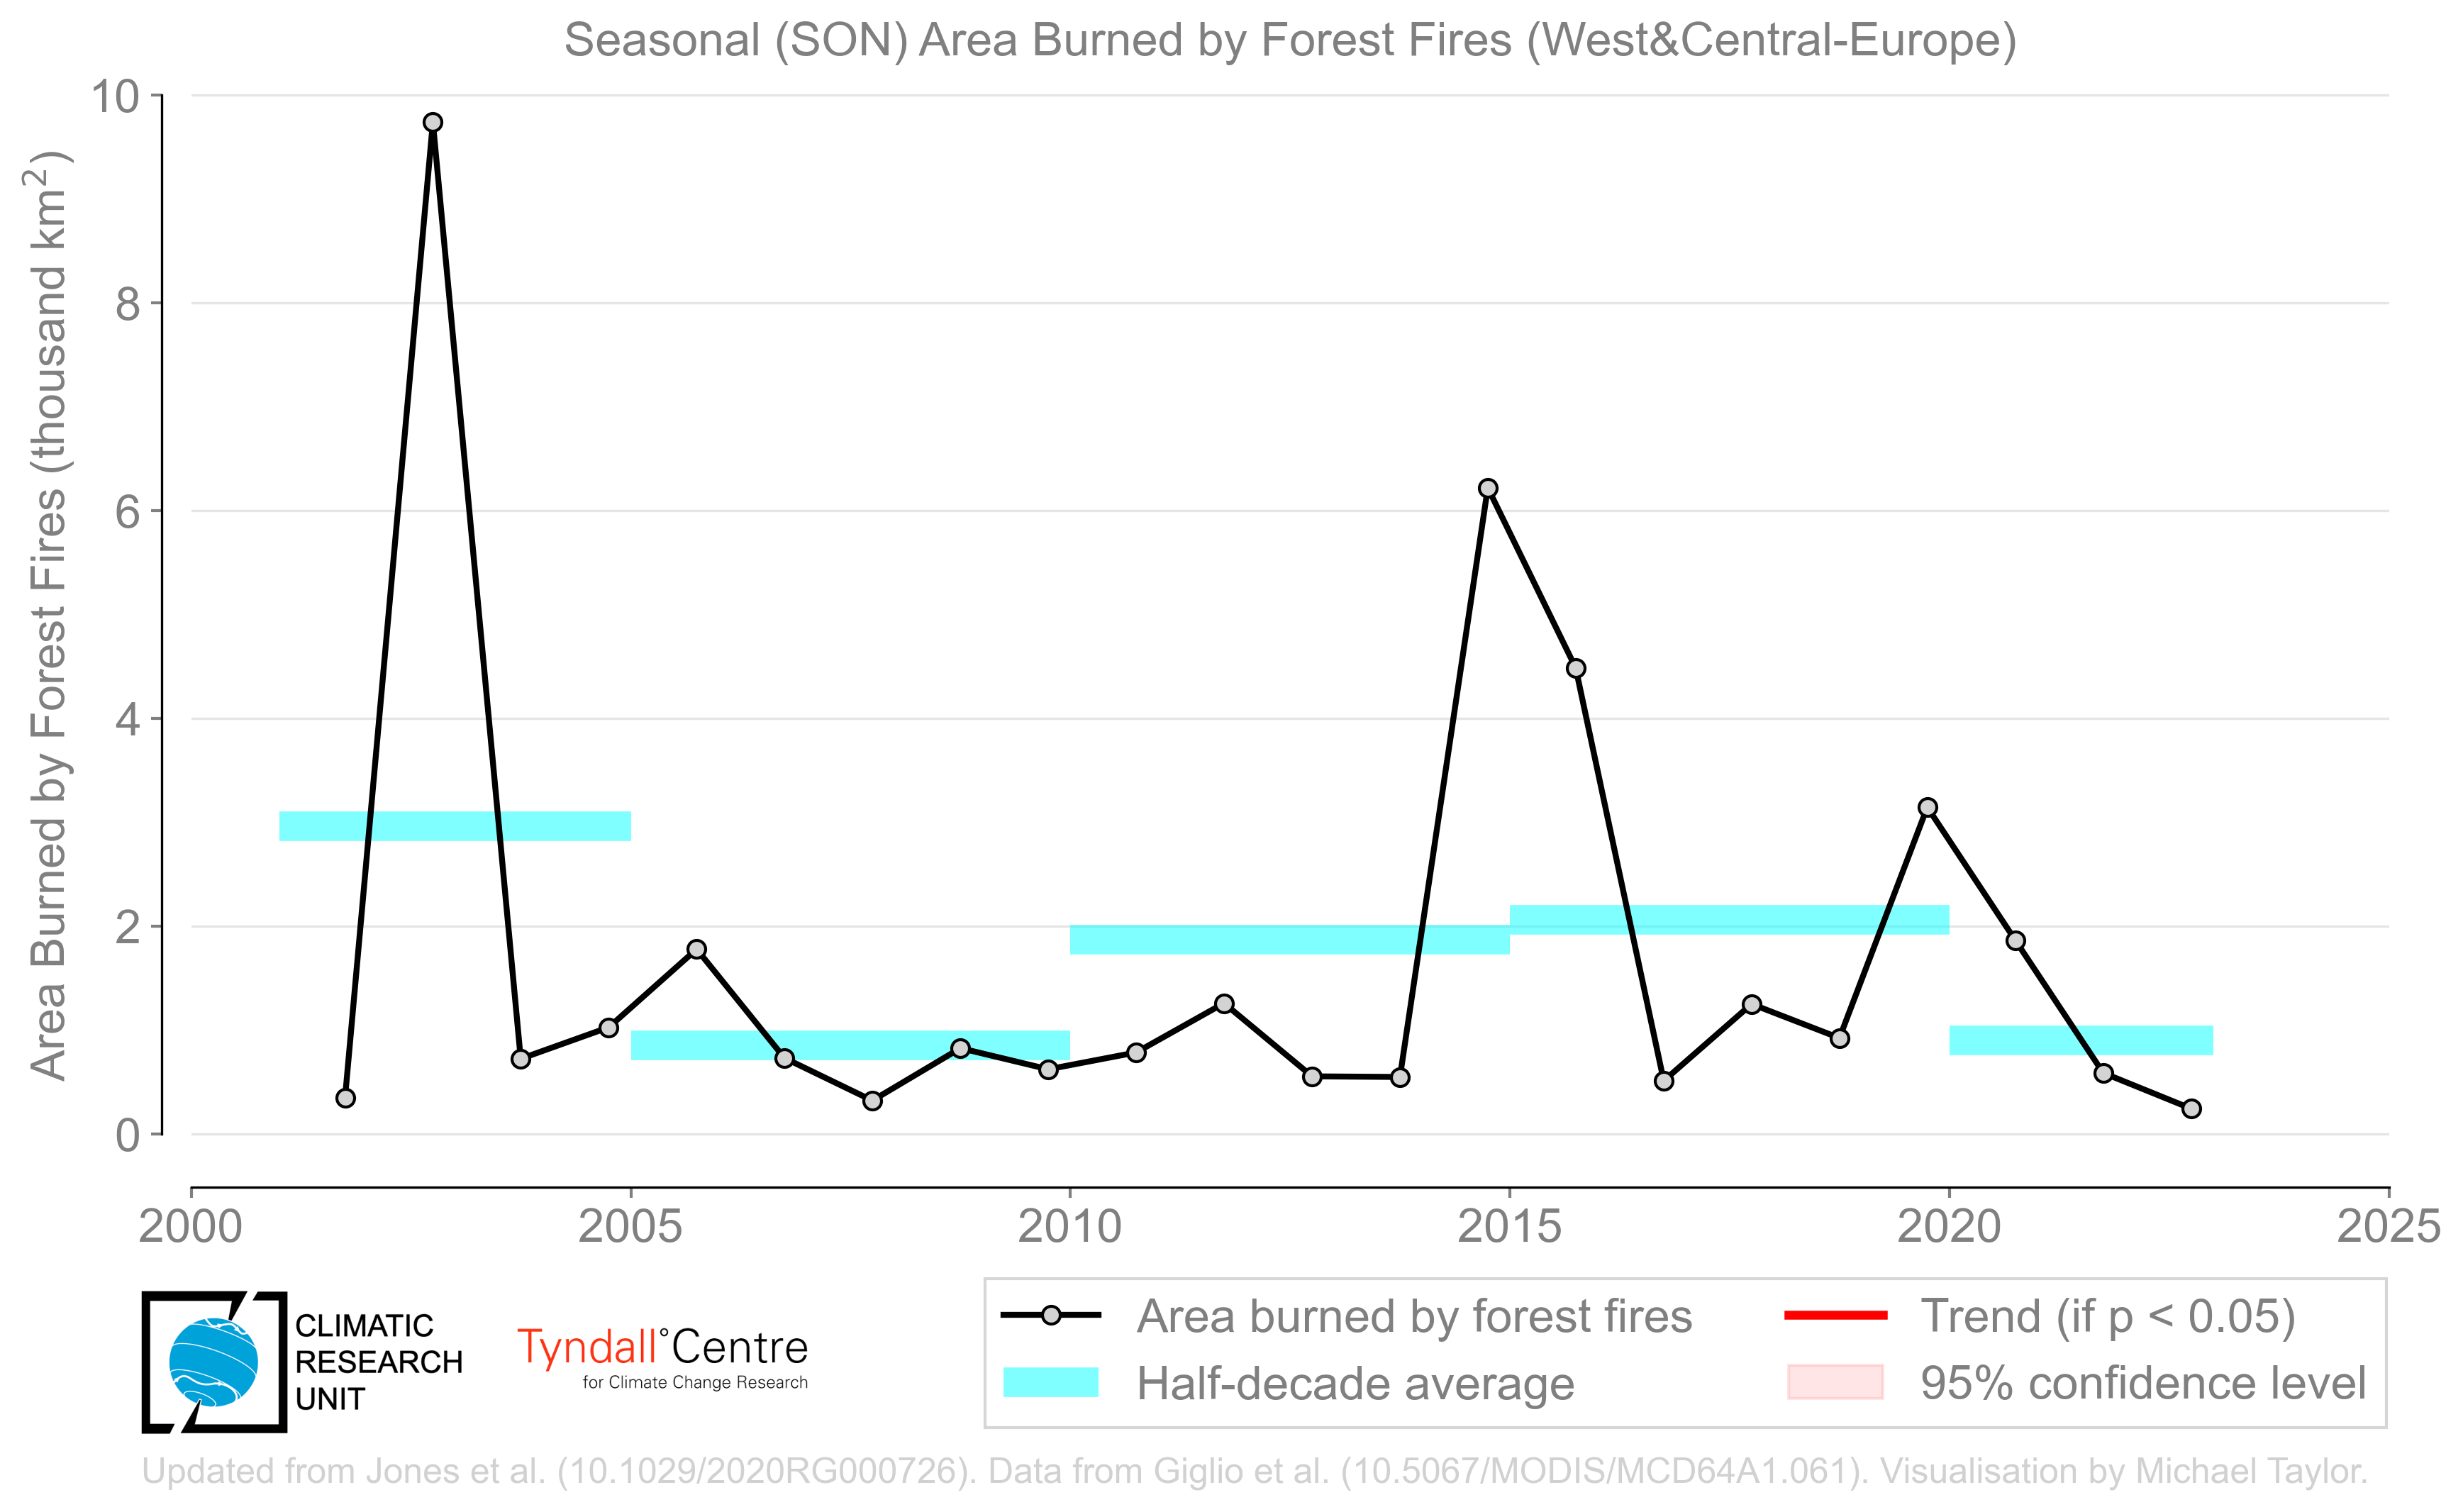 Seasonal (SON) Area Burned by Forest Fires (West&Central-Europe)
Area Burned by Forest Fires (thousand km²)
10
8
6
4
2
0
2000 2005 2010 2015 2020 2025
CLIMATIC
RESEARCH
UNIT
Tyndall°Centre
for Climate Change Research
Area burned by forest fires
Half-decade average
Trend (if p < 0.05)
95% confidence level
Updated from Jones et al. (10.1029/2020RG000726). Data from Giglio et al. (10.5067/MODIS/MCD64A1.061). Visualisation by Michael Taylor.